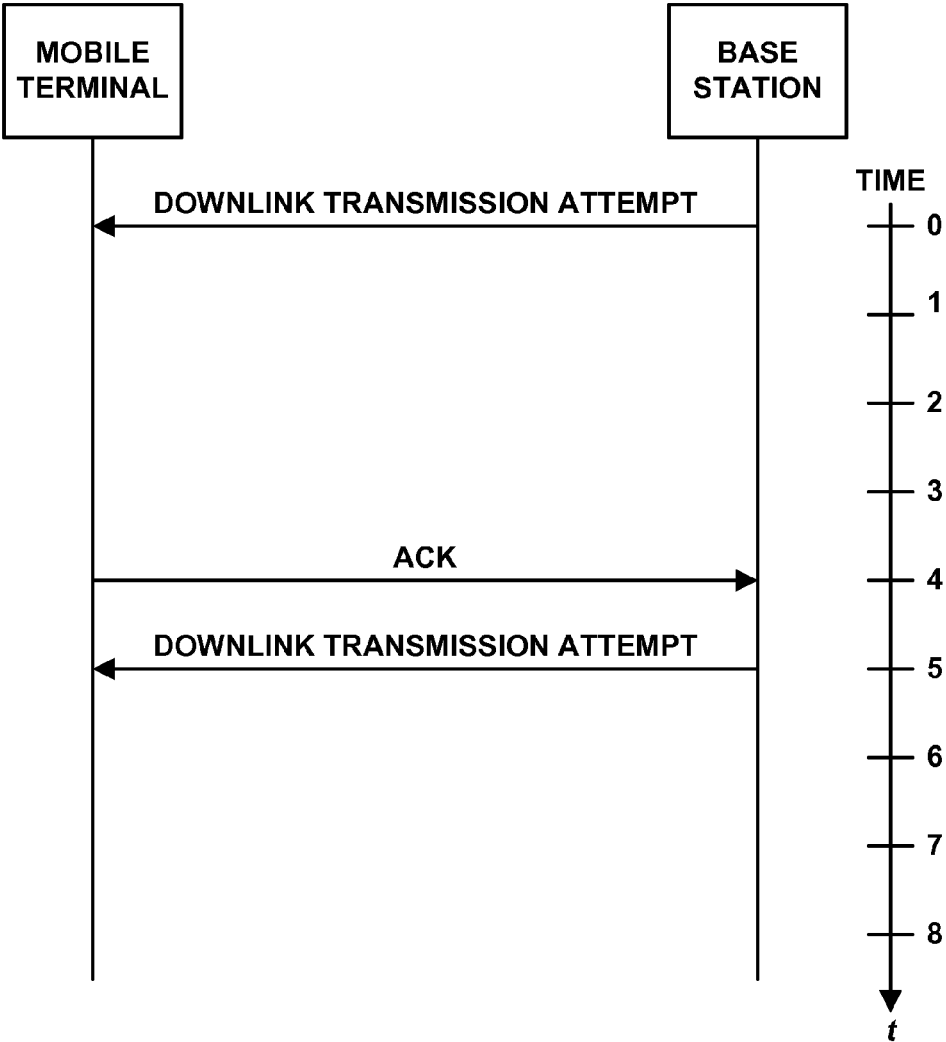 MOBILE
TERMINAL
BASE
STATION
TIME
DOWNLINK TRANSMISSION ATTEMPT
0
1
2
3
ACK
4
DOWNLINK TRANSMISSION ATTEMPT
5
6
7
8
t